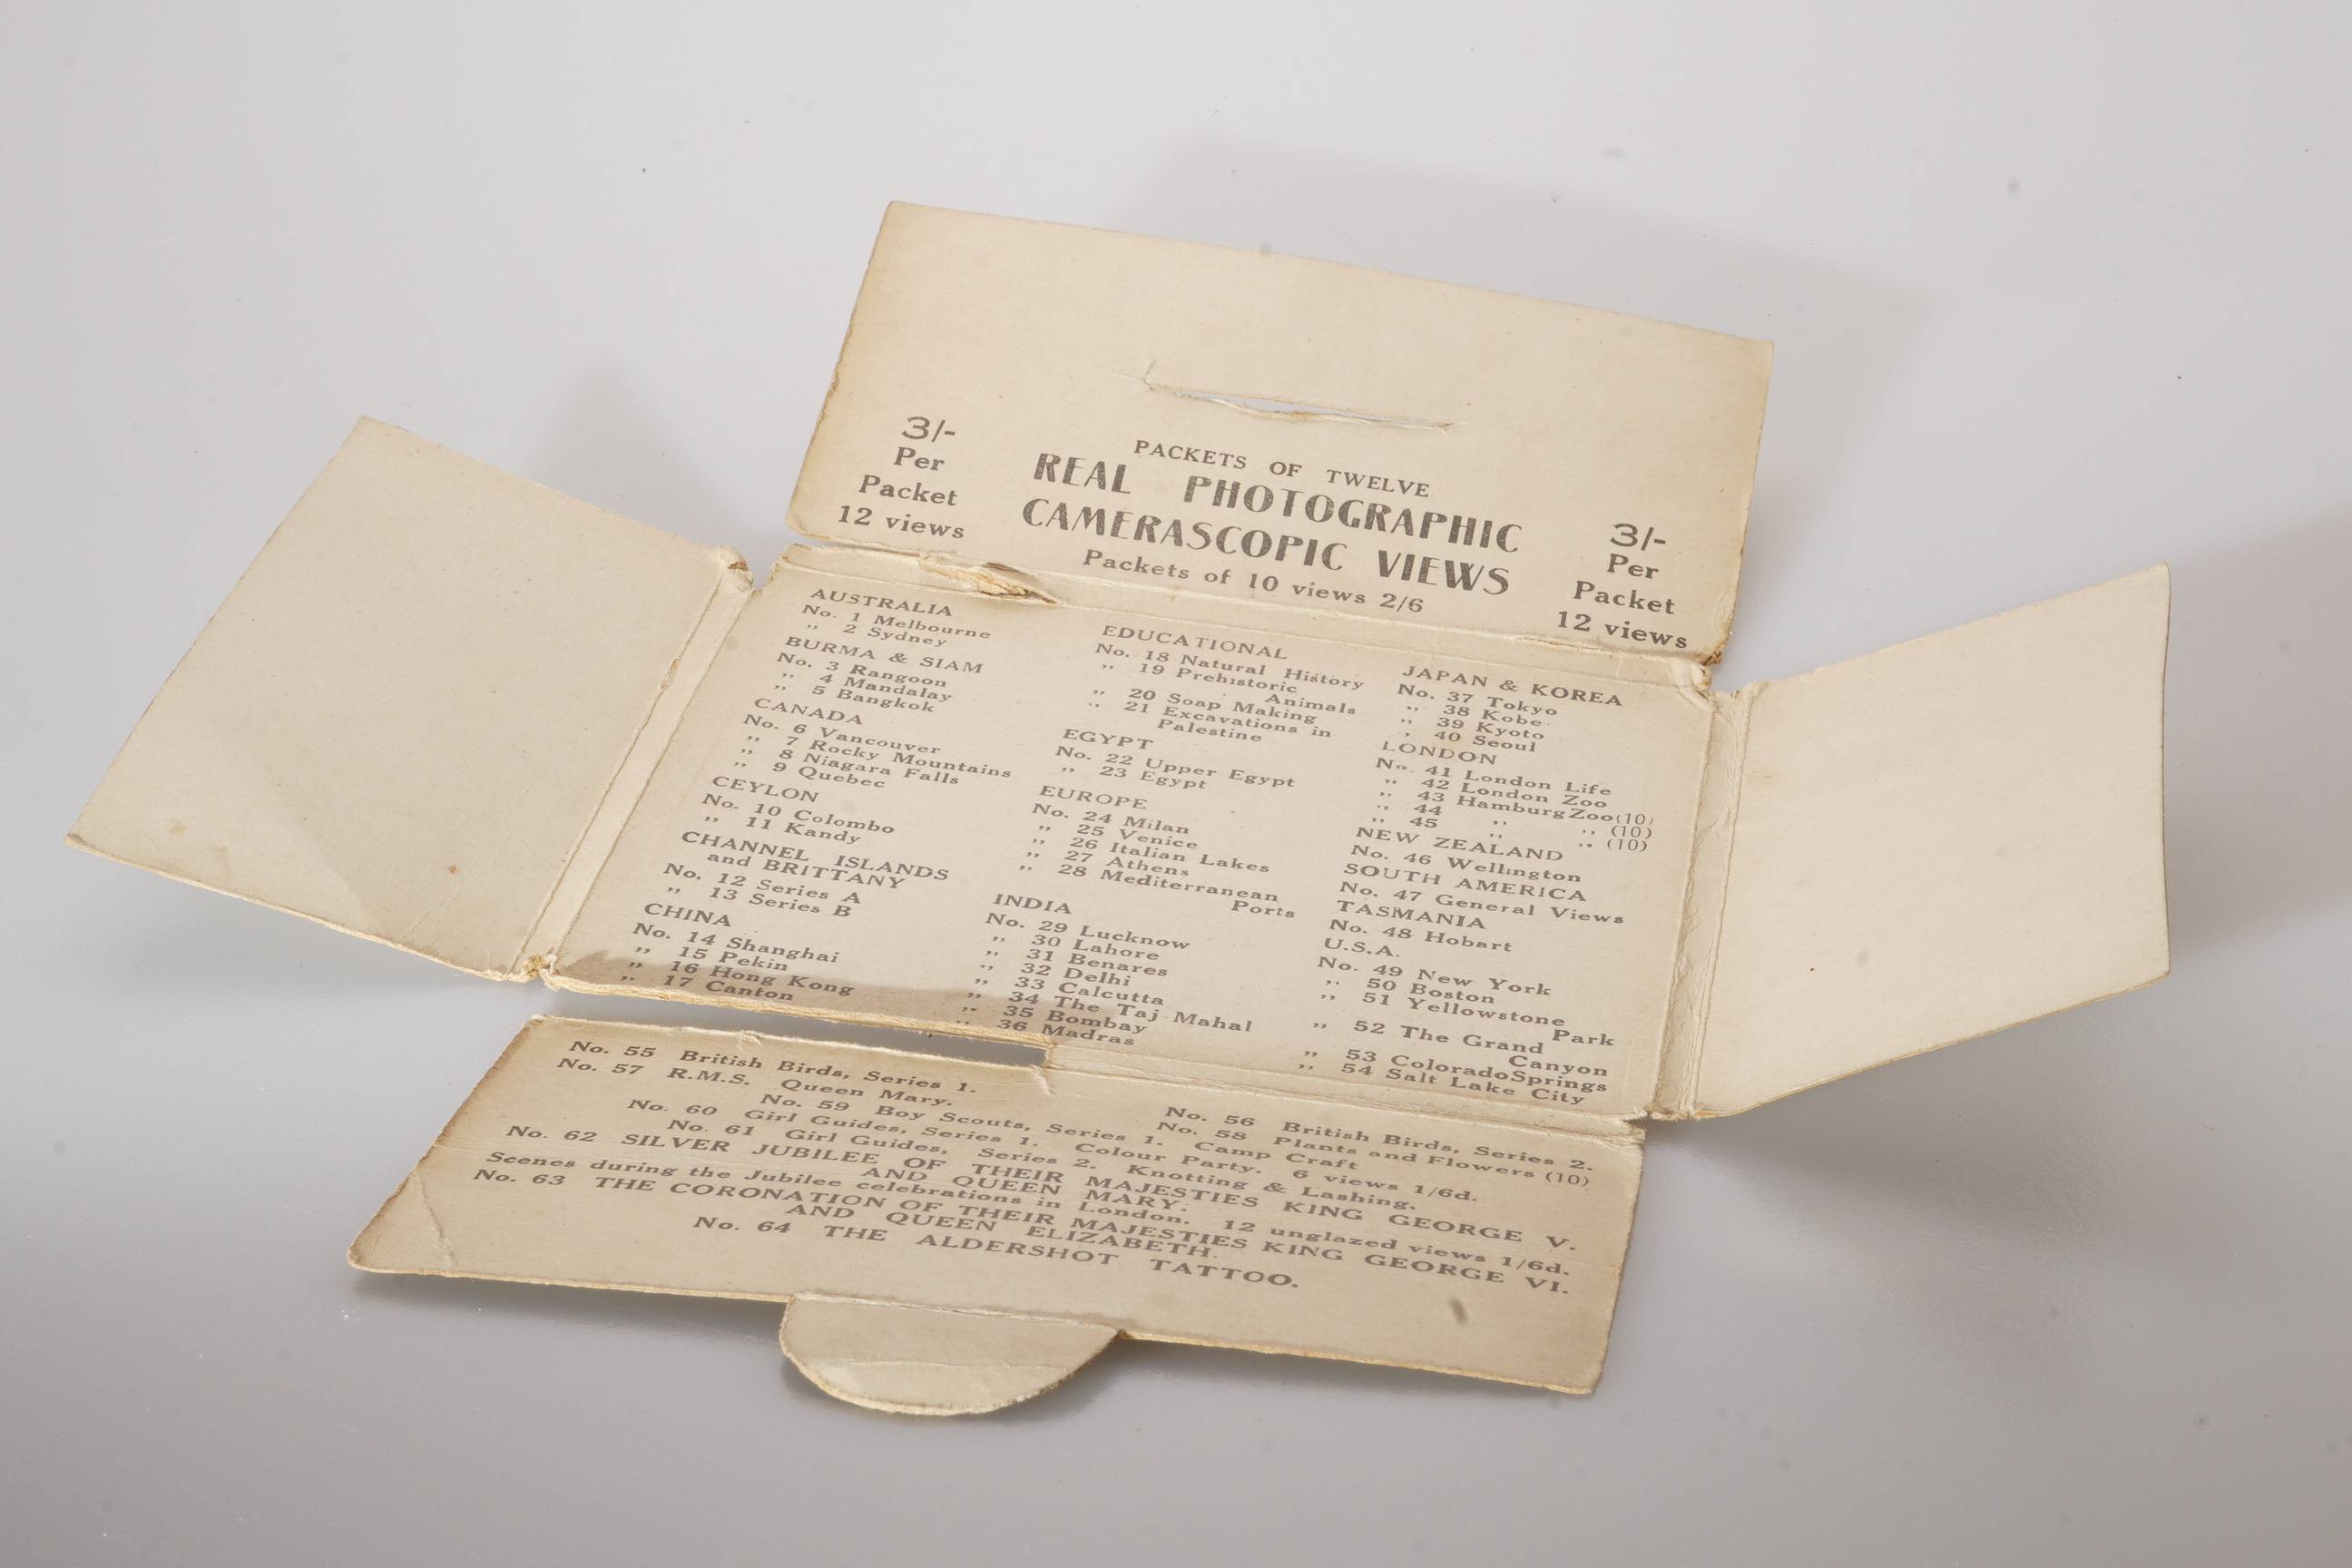 PACKETS OF TWELVE
REAL PHOTOGRAPHIC
CAMERASCOPIC VIEWS
Packets of 10 views 2/6
3/-
Per
Packet
12 views
3/-
Per
Packet
12 views
AUSTRALIA
No. 1 Melbourne
„ 2 Sydney
BURMA & SIAM
No. 3 Rangoon
„ 4 Mandalay
„ 5 Bangkok
CANADA
No. 6 Vancouver
„ 7 Rocky Mountains
„ 8 Niagara Falls
„ 9 Quebec
CEYLON
No. 10 Colombo
„ 11 Kandy
CHANNEL ISLANDS
and BRITTANY
No. 12 Series A
„ 13 Series B
CHINA
No. 14 Shanghai
„ 15 Pekin
„ 16 Hong Kong
„ 17 Canton
EDUCATIONAL
No. 18 Natural History
„ 19 Prehistoric
Animals
„ 20 Soap Making
„ 21 Excavations in
Palestine
EGYPT
No. 22 Upper Egypt
„ 23 Egypt
EUROPE
No. 24 Milan
„ 25 Venice
„ 26 Italian Lakes
„ 27 Athens
„ 28 Mediterranean
Ports
INDIA
No. 29 Lucknow
„ 30 Lahore
„ 31 Benares
„ 32 Delhi
„ 33 Calcutta
„ 34 The Taj Mahal
„ 35 Bombay
„ 36 Madras
JAPAN & KOREA
No. 37 Tokyo
„ 38 Kobe
„ 39 Kyoto
„ 40 Seoul
LONDON
No. 41 London Life
„ 42 London Zoo
„ 43 Hamburg Zoo (10)
„ 44 „ „ (10)
„ 45 „ „ (10)
NEW ZEALAND
No. 46 Wellington
SOUTH AMERICA
No. 47 General Views
TASMANIA
No. 48 Hobart
U.S.A.
No. 49 New York
„ 50 Boston
„ 51 Yellowstone
Park
„ 52 The Grand
Canyon
„ 53 Colorado Springs
„ 54 Salt Lake City
No. 55 British Birds, Series 1. No. 56 British Birds, Series 2.
No. 57 R.M.S. Queen Mary. No. 58 Plants and Flowers (10)
No. 59 Boy Scouts, Series 1. Camp Craft
No. 60 Girl Guides, Series 1. Colour Party. 6 views 1/6d.
No. 61 Girl Guides, Series 2. Knotting & Lashing.
No. 62 SILVER JUBILEE OF THEIR MAJESTIES KING GEORGE V.
AND QUEEN MARY.
Scenes during the Jubilee celebrations in London. 12 unglazed views 1/6d.
No. 63 THE CORONATION OF THEIR MAJESTIES KING GEORGE VI.
AND QUEEN ELIZABETH.
No. 64 THE ALDERSHOT TATTOO.